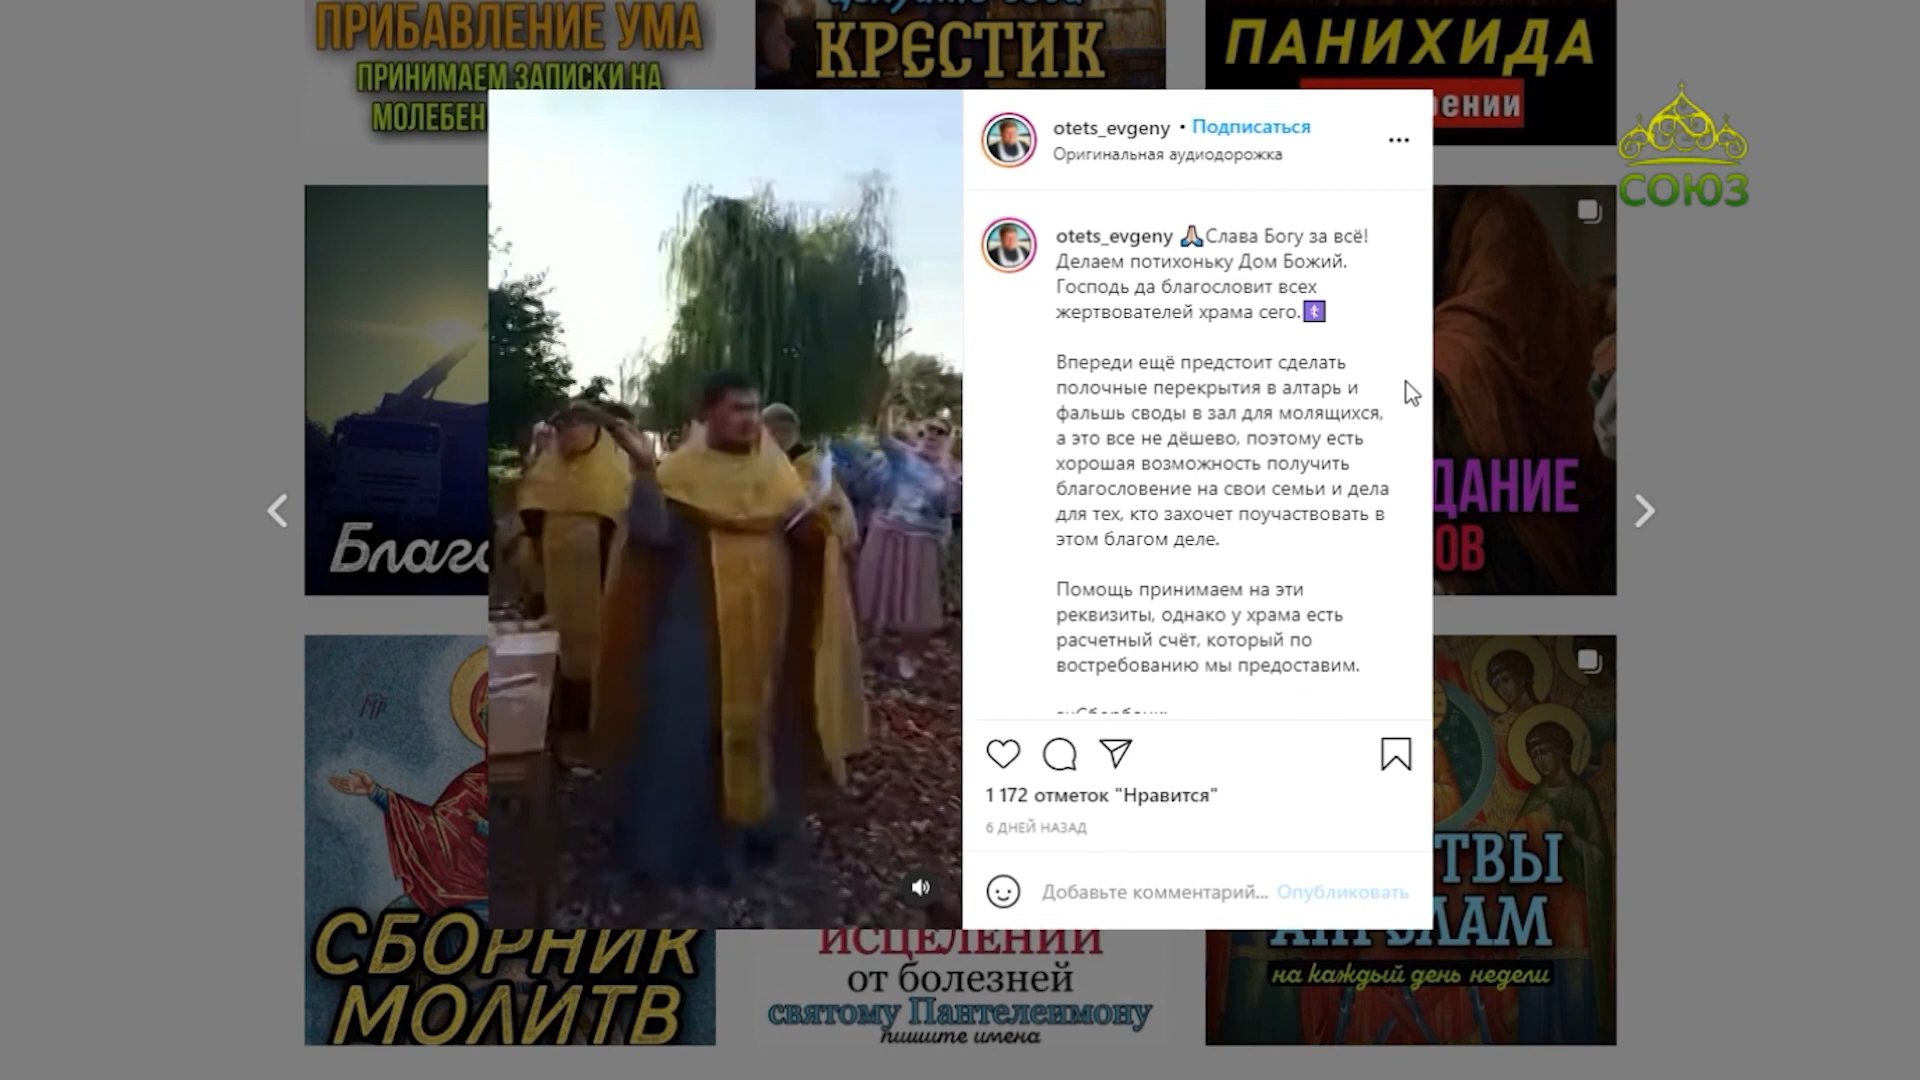 ПРИБАВЛЕНИЕ УМА
ПРИНИМАЕМ ЗАПИСКИ НА
МОЛЕБЕН
КРЕСТИК
ПАНИХИДА
СОЮЗ
otets_evgeny • Подписаться
Оригинальная аудиодорожка
otets_evgeny 🙏Слава Богу за всё!
Делаем потихоньку Дом Божий.
Господь да благословит всех
жертвователей храма сего.☦
Впереди ещё предстоит сделать
полочные перекрытия в алтарь и
фальшь своды в зал для молящихся,
а это все не дёшево, поэтому есть
хорошая возможность получить
благословение на свои семьи и дела
для тех, кто захочет поучаствовать в
этом благом деле.
Помощь принимаем на эти
реквизиты, однако у храма есть
расчетный счёт, который по
востребованию мы предоставим.
1 172 отметок "Нравится"
6 ДНЕЙ НАЗАД
Добавьте комментарий... Опубликовать
Благо
ДАНИЕ
ОВ
СБОРНИК
МОЛИТВ
ИСЦЕЛЕНИИ
от болезней
святому Пантелеимону
пишите имена
ТВЫ
АНГЕЛАМ
на каждый день недели